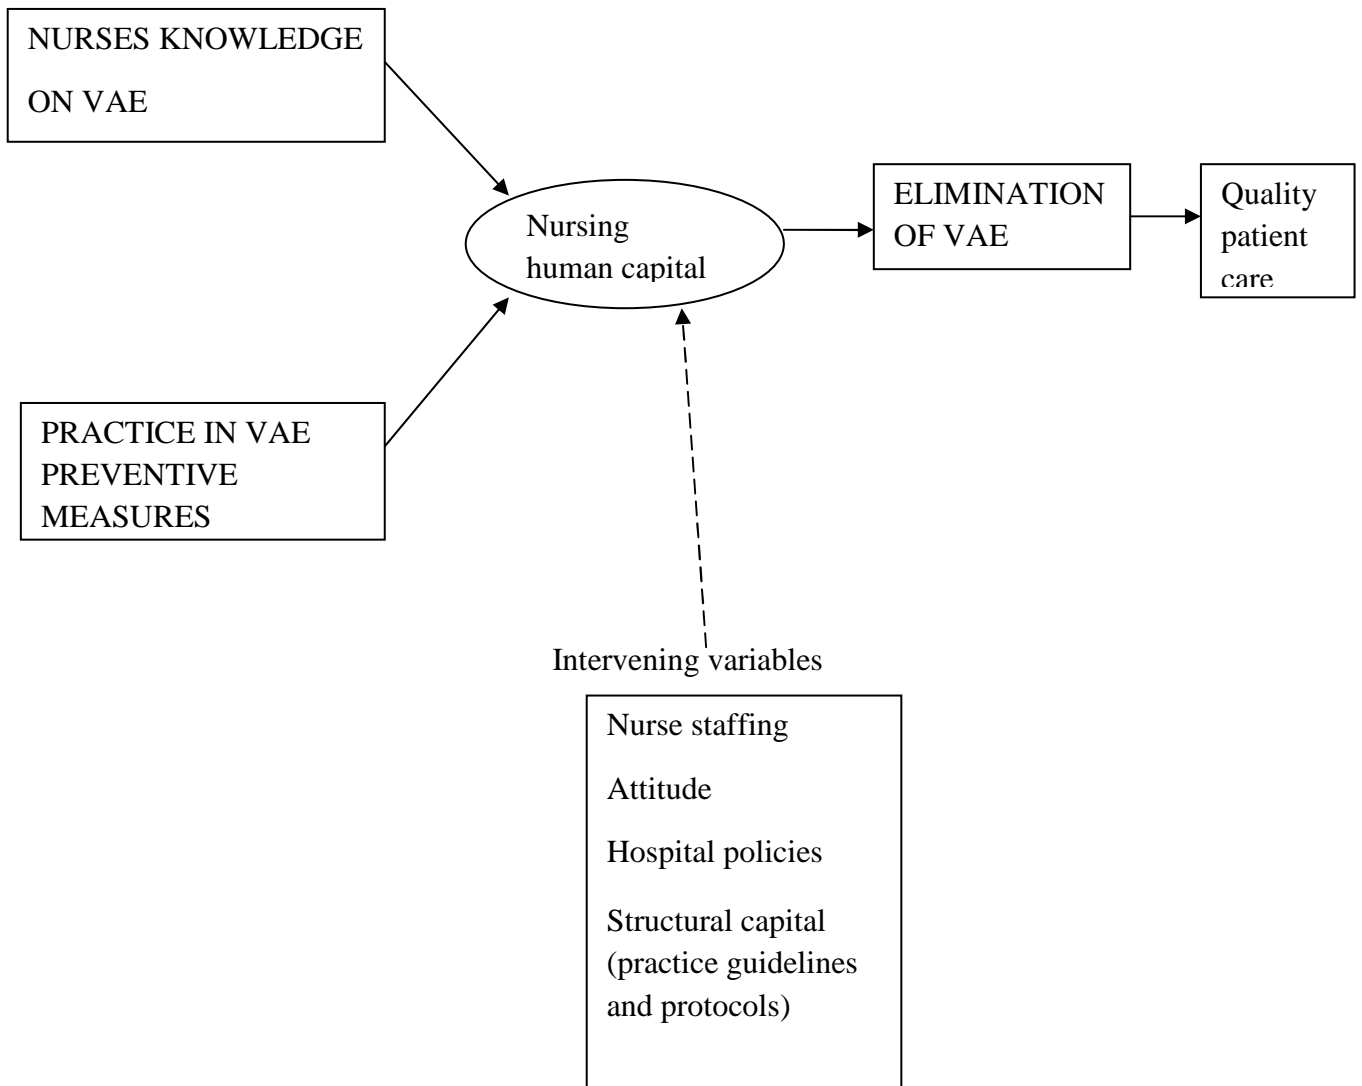 NURSES KNOWLEDGE
ON VAE
Nursing
human capital
ELIMINATION
OF VAE
Quality
patient
care
PRACTICE IN VAE
PREVENTIVE
MEASURES
Intervening variables
Nurse staffing
Attitude
Hospital policies
Structural capital
(practice guidelines
and protocols)